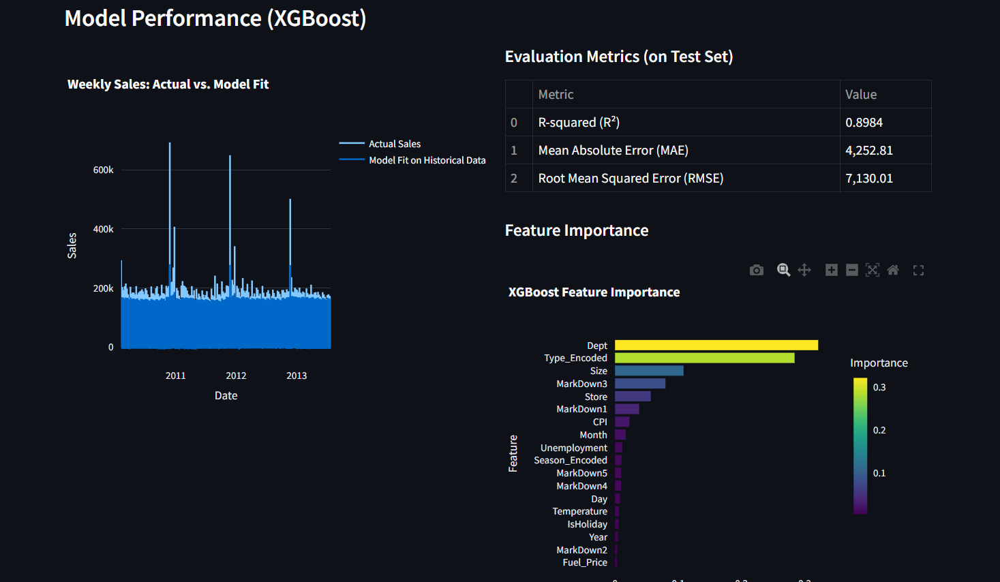 Model Performance (XGBoost)
Weekly Sales: Actual vs. Model Fit
Actual Sales
Model Fit on Historical Data
600k
400k
200k
0
Sales
2011 2012 2013
Date
Evaluation Metrics (on Test Set)
Metric Value
0 R-squared (R²) 0.8984
1 Mean Absolute Error (MAE) 4,252.81
2 Root Mean Squared Error (RMSE) 7,130.01
Feature Importance
XGBoost Feature Importance
Feature
Dept
Type_Encoded
Size
MarkDown3
Store
MarkDown1
CPI
Month
Unemployment
Season_Encoded
MarkDown5
MarkDown4
Day
Temperature
IsHoliday
Year
MarkDown2
Fuel_Price
Importance
0.3
0.2
0.1